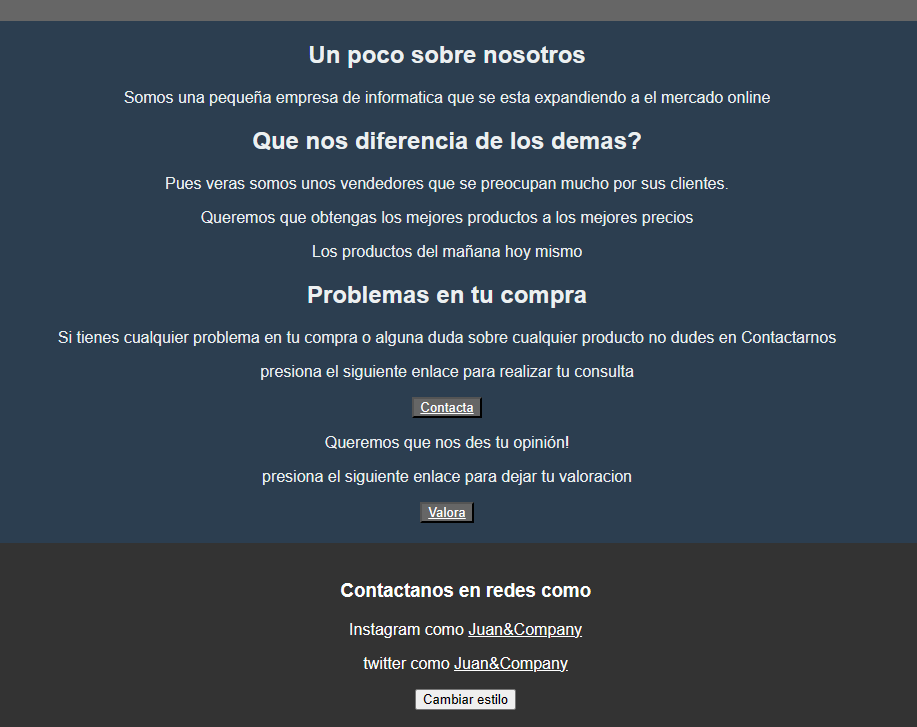 Un poco sobre nosotros
Somos una pequeña empresa de informatica que se esta expandiendo a el mercado online
Que nos diferencia de los demas?
Pues veras somos unos vendedores que se preocupan mucho por sus clientes.
Queremos que obtengas los mejores productos a los mejores precios
Los productos del mañana hoy mismo
Problemas en tu compra
Si tienes cualquier problema en tu compra o alguna duda sobre cualquier producto no dudes en Contactarnos
presiona el siguiente enlace para realizar tu consulta
Contacta
Queremos que nos des tu opinión!
presiona el siguiente enlace para dejar tu valoracion
Valora
Contactanos en redes como
Instagram como Juan&Company
twitter como Juan&Company
Cambiar estilo